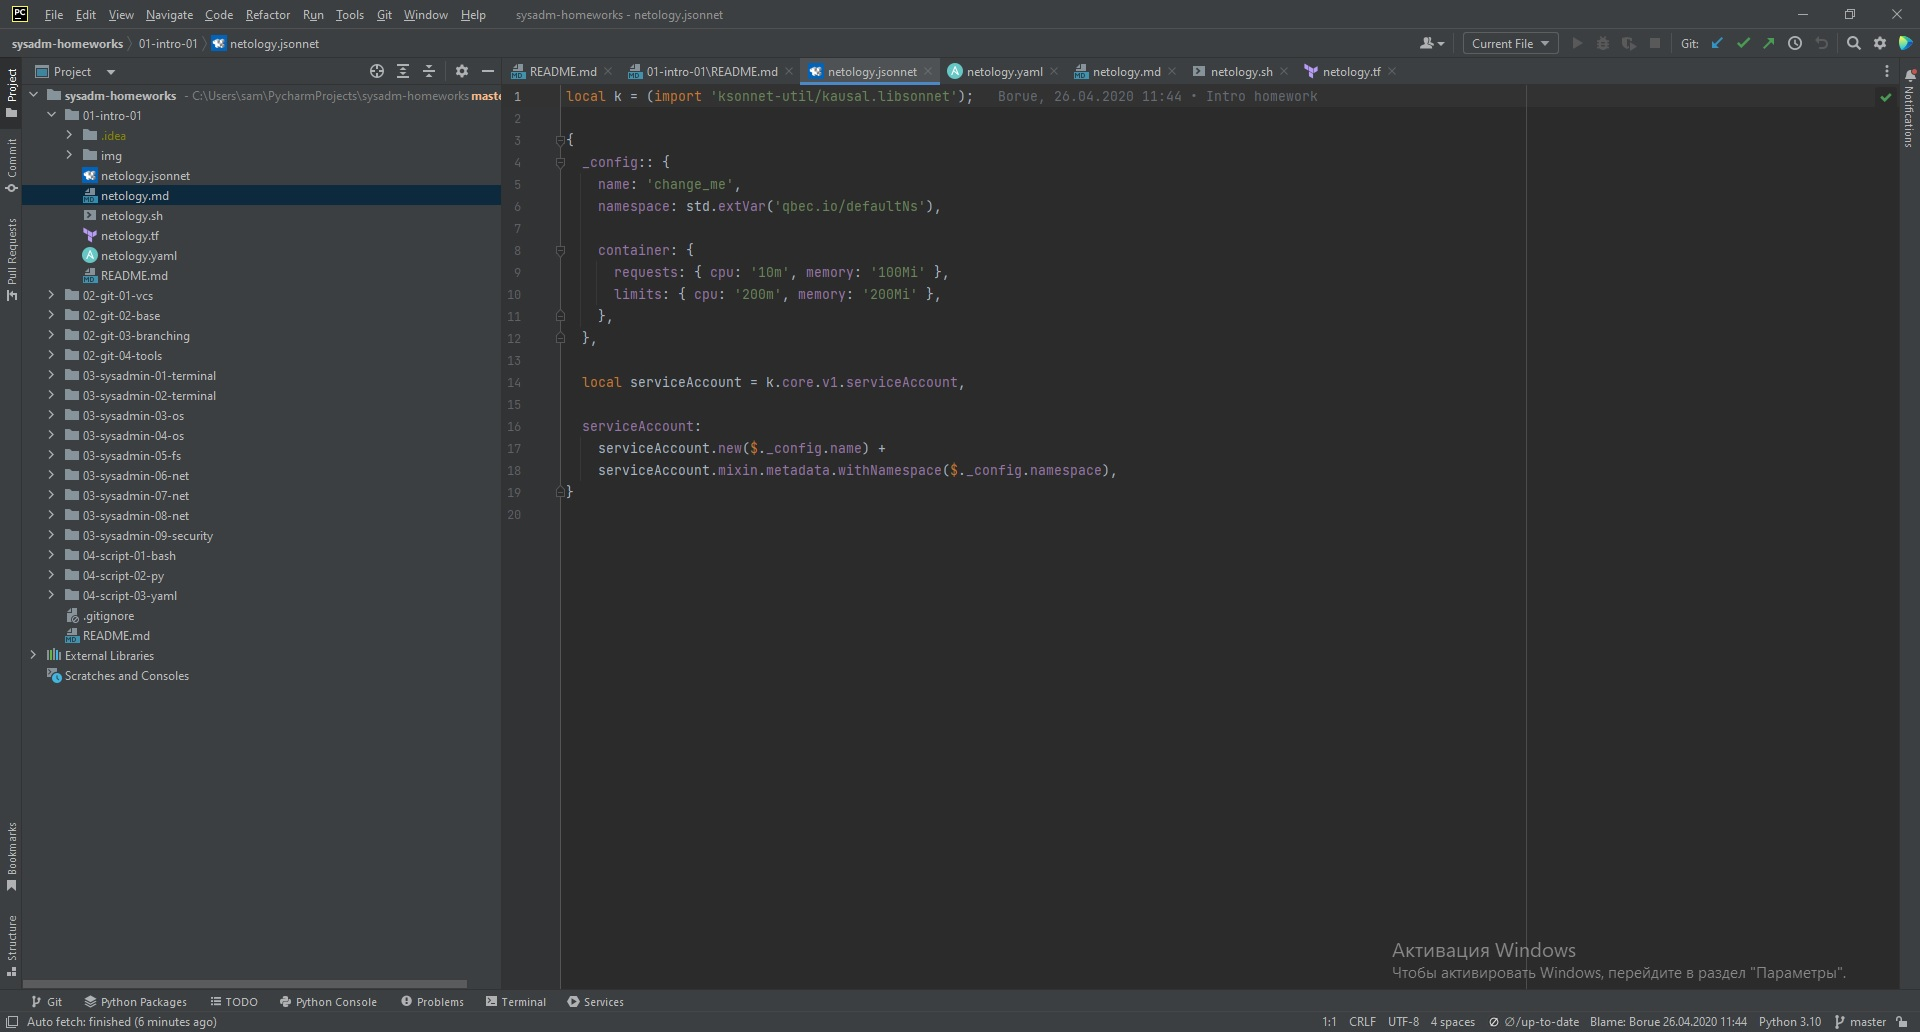 File Edit View Navigate Code Refactor Run Tools Git Window Help sysadm-homeworks - netology.jsonnet
sysadm-homeworks 01-intro-01 netology.jsonnet Current File Git:
Project
README.md 01-intro-01\README.md netology.jsonnet netology.yaml netology.md netology.sh netology.tf
Project
Commit
Pull Requests
Bookmarks
Structure
sysadm-homeworks - C:\Users\sam\PycharmProjects\sysadm-homeworks maste
01-intro-01
.idea
img
netology.jsonnet
netology.md
netology.sh
netology.tf
netology.yaml
README.md
02-git-01-vcs
02-git-02-base
02-git-03-branching
02-git-04-tools
03-sysadmin-01-terminal
03-sysadmin-02-terminal
03-sysadmin-03-os
03-sysadmin-04-os
03-sysadmin-05-fs
03-sysadmin-06-net
03-sysadmin-07-net
03-sysadmin-08-net
03-sysadmin-09-security
04-script-01-bash
04-script-02-py
04-script-03-yaml
.gitignore
README.md
External Libraries
Scratches and Consoles
1 local k = (import 'ksonnet-util/kausal.libsonnet'); Borue, 26.04.2020 11:44 • Intro homework
2
3 {
4 _config:: {
5 name: 'change_me',
6 namespace: std.extVar('qbec.io/defaultNs'),
7
8 container: {
9 requests: { cpu: '10m', memory: '100Mi' },
10 limits: { cpu: '200m', memory: '200Mi' },
11 },
12 },
13
14 local serviceAccount = k.core.v1.serviceAccount,
15
16 serviceAccount:
17 serviceAccount.new($._config.name) +
18 serviceAccount.mixin.metadata.withNamespace($._config.namespace),
19 }
20
Notifications
Активация Windows
Чтобы активировать Windows, перейдите в раздел "Параметры".
Git Python Packages TODO Python Console Problems Terminal Services
Auto fetch: finished (6 minutes ago) 1:1 CRLF UTF-8 4 spaces ∅/up-to-date Blame: Borue 26.04.2020 11:44 Python 3.10 master